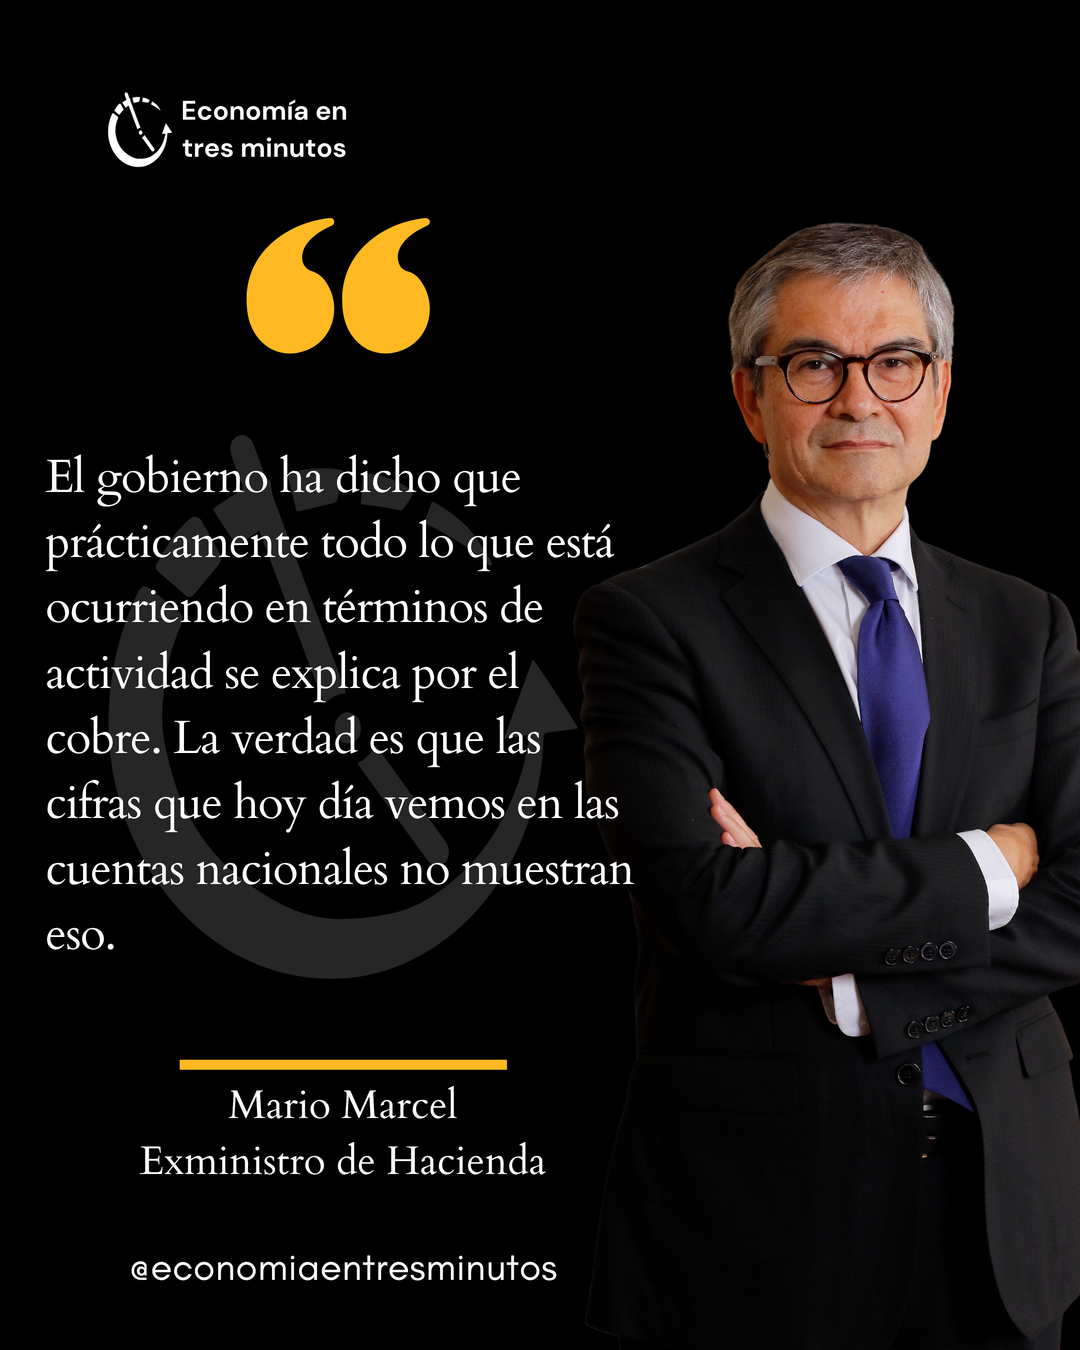 Economía en
tres minutos
“
El gobierno ha dicho que
prácticamente todo lo que está
ocurriendo en términos de
actividad se explica por el
cobre. La verdad es que las
cifras que hoy día vemos en las
cuentas nacionales no muestran
eso.
Mario Marcel
Exministro de Hacienda
@economiaentresminutos